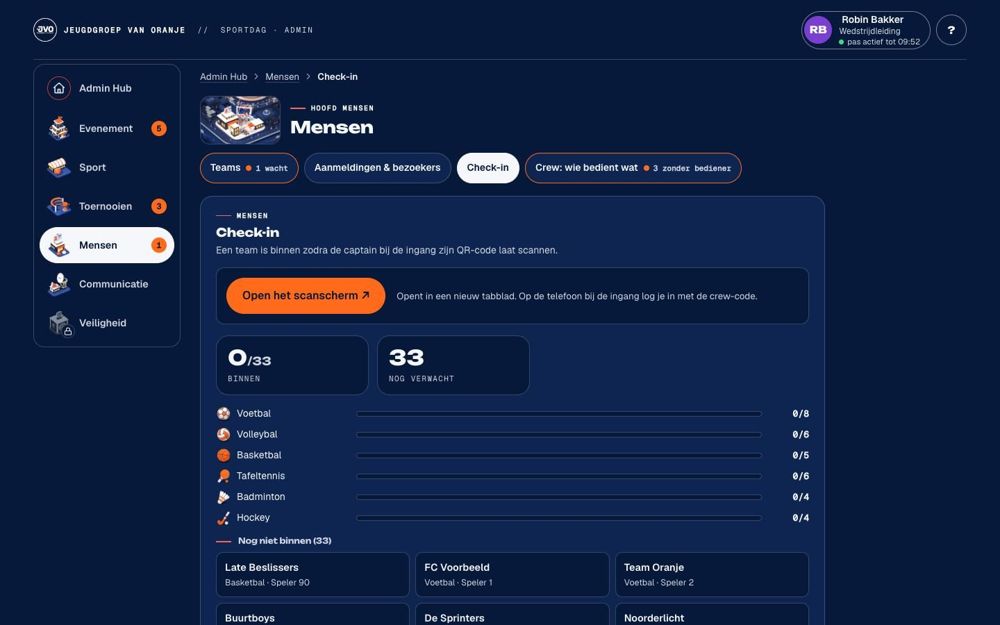 JVO JEUGDGROEP VAN ORANJE // SPORTDAG · ADMIN
RB Robin Bakker
Wedstrijdleiding
pas actief tot 09:52
?
Admin Hub
Evenement 5
Sport
Toernooien 3
Mensen 1
Communicatie
Veiligheid
Admin Hub > Mensen > Check-in
HOOFD MENSEN
Mensen
Teams 1 wacht
Aanmeldingen & bezoekers
Check-in
Crew: wie bedient wat 3 zonder bediener
MENSEN
Check-in
Een team is binnen zodra de captain bij de ingang zijn QR-code laat scannen.
Open het scanscherm ↗
Opent in een nieuw tabblad. Op de telefoon bij de ingang log je in met de crew-code.
0/33
BINNEN
33
NOG VERWACHT
Voetbal 0/8
Volleybal 0/6
Basketbal 0/5
Tafeltennis 0/6
Badminton 0/4
Hockey 0/4
Nog niet binnen (33)
Late Beslissers
Basketbal · Speler 90
FC Voorbeeld
Voetbal · Speler 1
Team Oranje
Voetbal · Speler 2
Buurtboys
De Sprinters
Noorderlicht